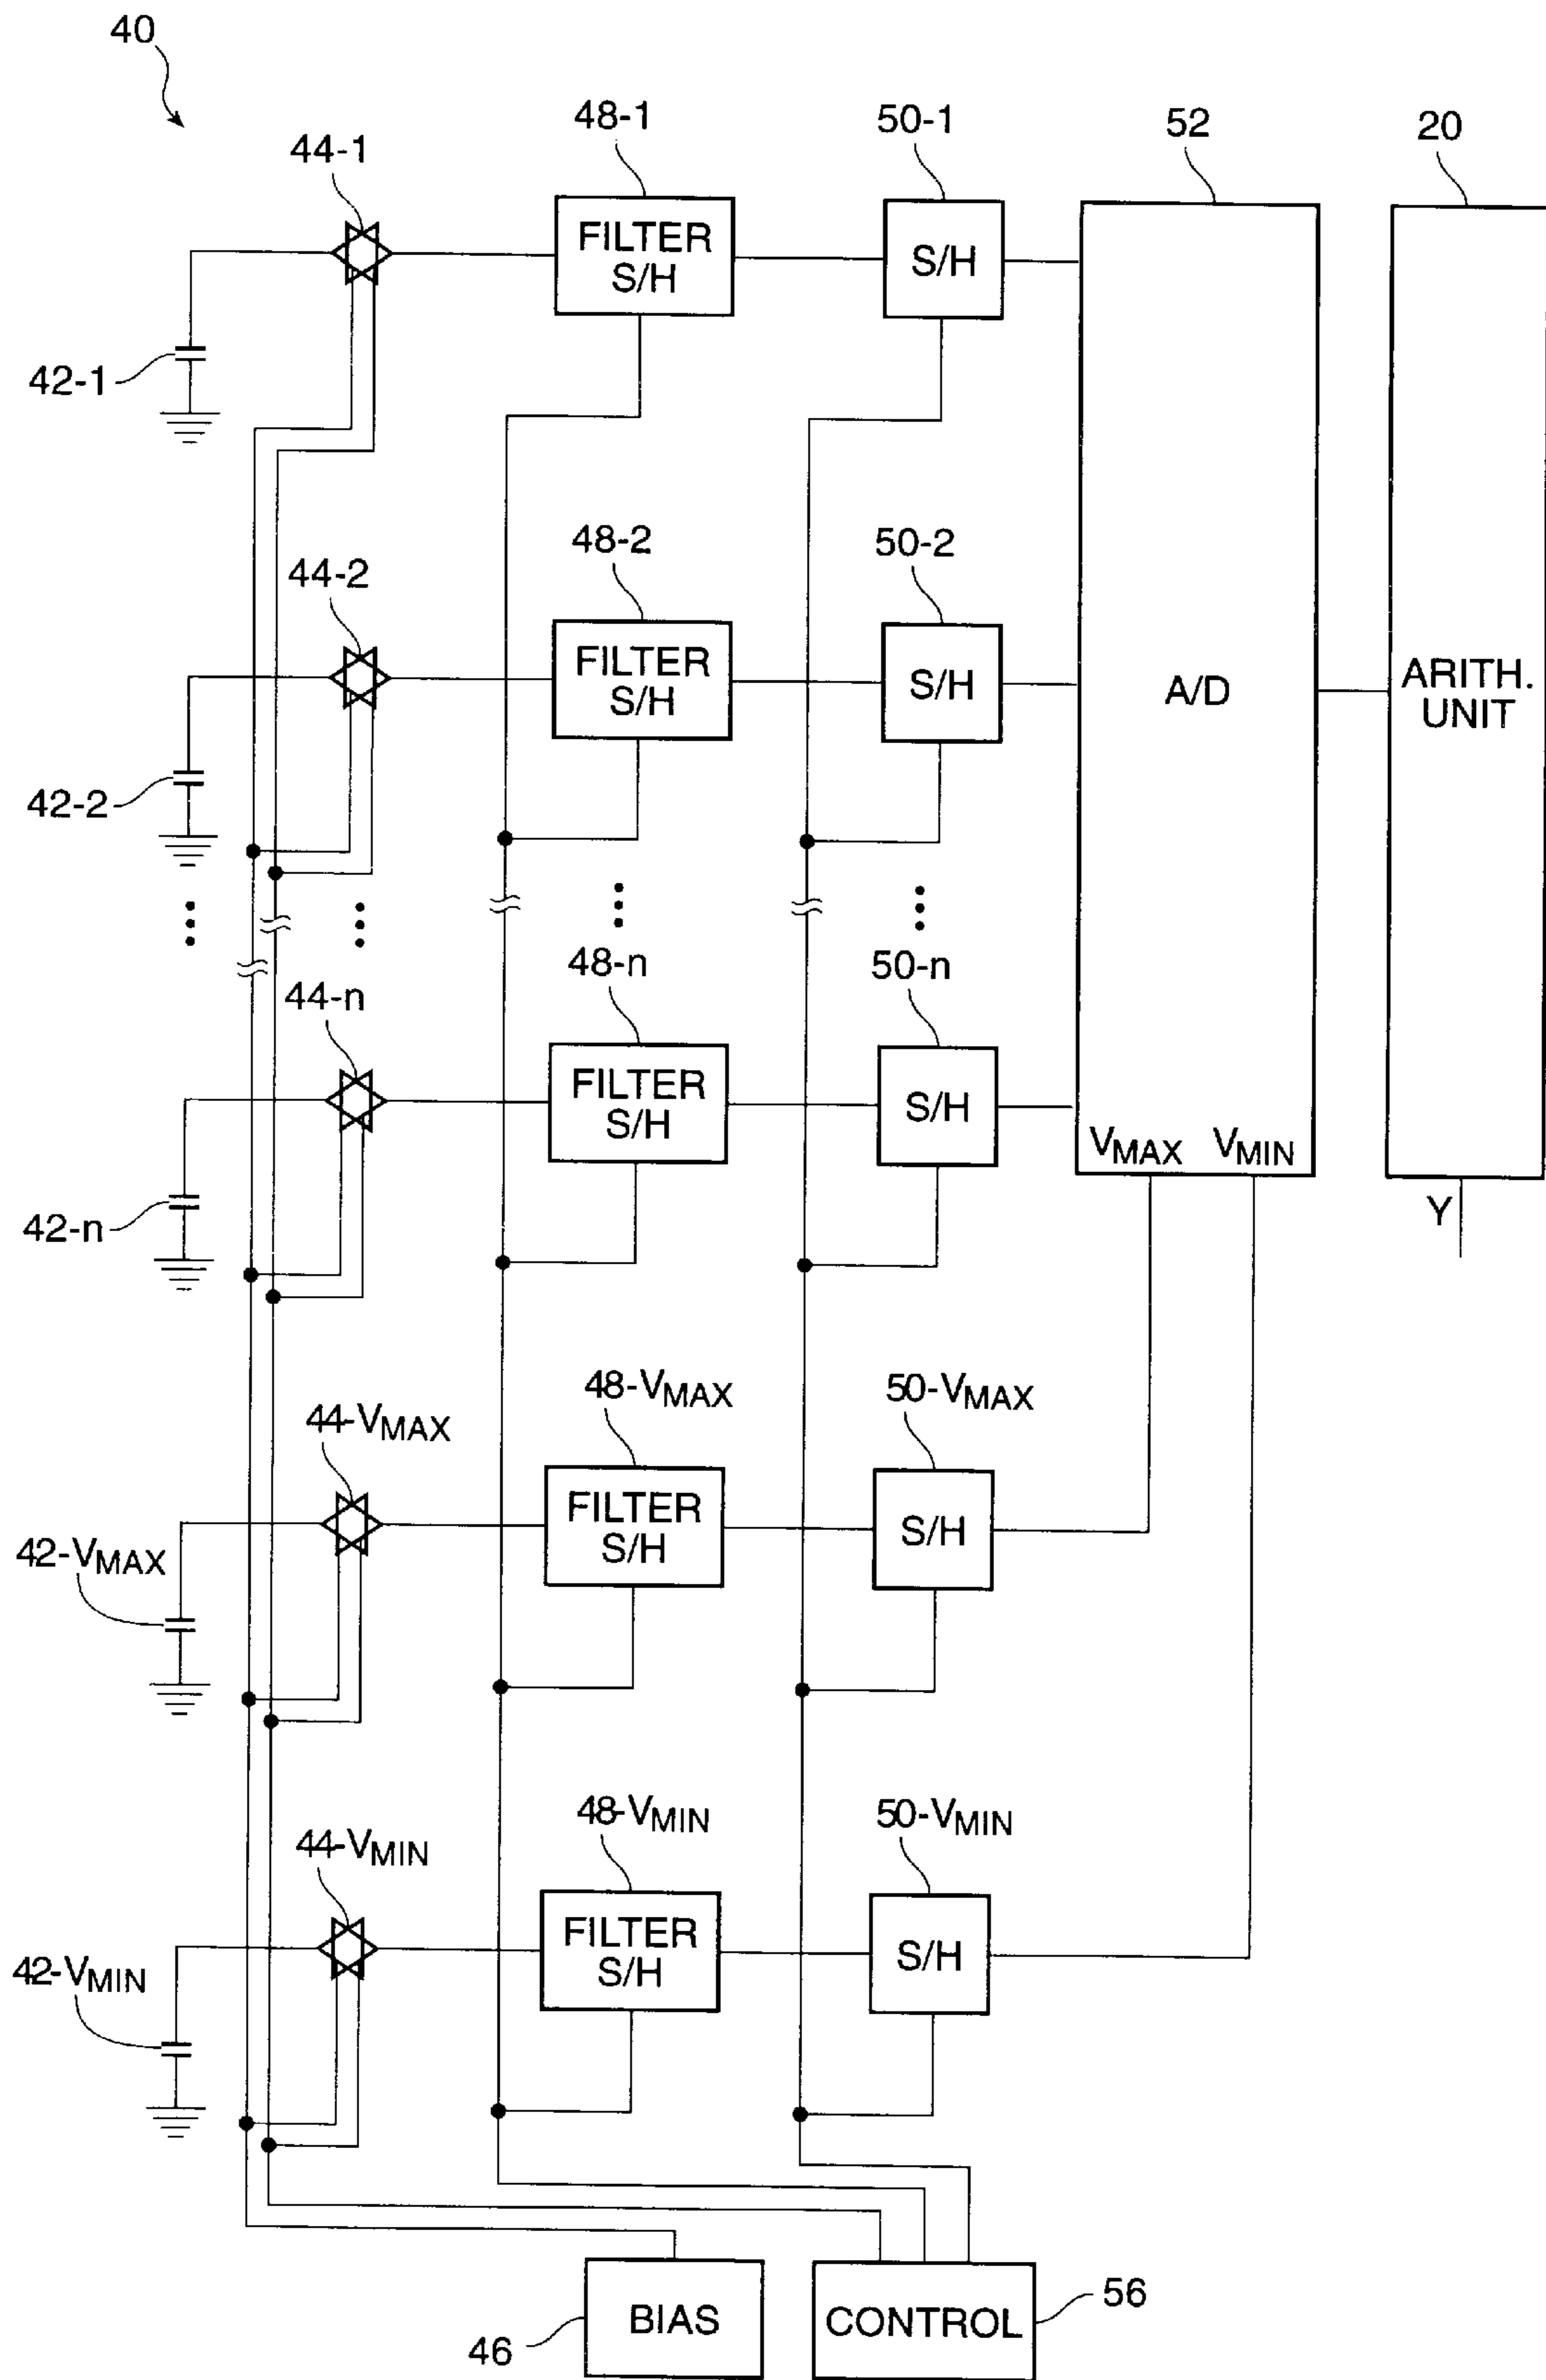 40
48-1
50-1
52
20
44-1
FILTER
S/H
S/H
42-1
48-2
50-2
44-2
FILTER
S/H
S/H
A/D
ARITH.
UNIT
42-2
48-n
50-n
44-n
FILTER
S/H
S/H
VMAX
VMIN
42-n
Y
48-VMAX
50-VMAX
44-VMAX
FILTER
S/H
S/H
42-VMAX
48-VMIN
50-VMIN
44-VMIN
FILTER
S/H
S/H
42-VMIN
46
BIAS
CONTROL
56